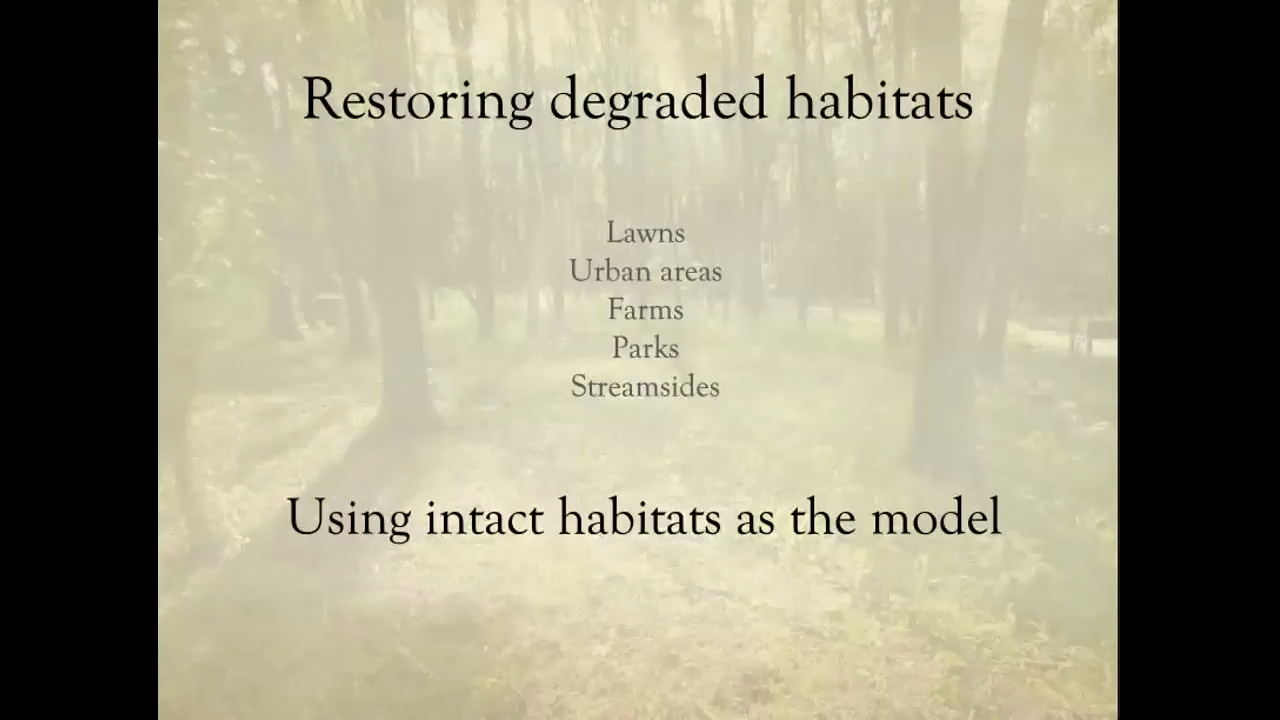 Restoring degraded habitats
Lawns
Urban areas
Farms
Parks
Streamsides
Using intact habitats as the model